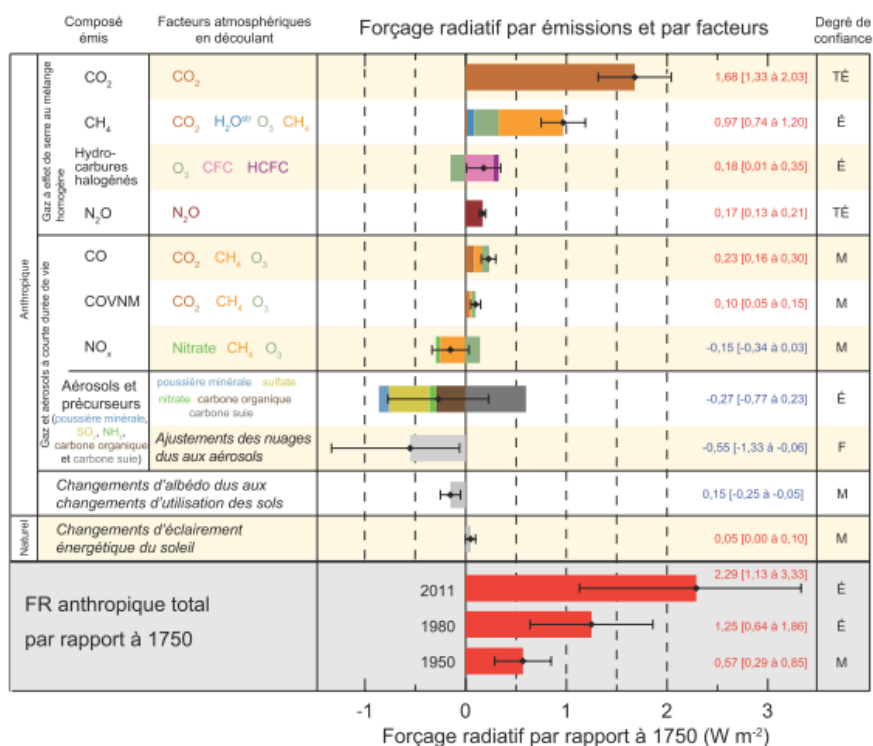 Composé émis
Facteurs atmosphériques en découlant
Forçage radiatif par émissions et par facteurs
Degré de confiance
Anthropique
Gaz à effet de serre au mélange homogène
CO2
CO2
1,68 [1,33 à 2,03]
TÉ
CH4
CO2 H2Ostr O3 CH4
0,97 [0,74 à 1,20]
É
Hydro-
carbures
halogénés
O3 CFC HCFC
0,18 [0,01 à 0,35]
É
N2O
N2O
0,17 [0,13 à 0,21]
TÉ
Gaz et aérosols à courte durée de vie
CO
CO2 CH4 O3
0,23 [0,16 à 0,30]
M
COVNM
CO2 CH4 O3
0,10 [0,05 à 0,15]
M
NOx
Nitrate CH4 O3
-0,15 [-0,34 à 0,03]
M
Aérosols et
précurseurs
(poussière minérale,
SO2, NH3,
carbone organique
et carbone suie)
poussière minérale sulfate
nitrate carbone organique
carbone suie
-0,27 [-0,77 à 0,23]
É
Ajustements des nuages
dus aux aérosols
-0,55 [-1,33 à -0,06]
F
Changements d'albédo dus aux
changements d'utilisation des sols
0,15 [-0,25 à -0,05]
M
Naturel
Changements d'éclairement
énergétique du soleil
0,05 [0,00 à 0,10]
M
FR anthropique total
par rapport à 1750
2011
2,29 [1,13 à 3,33]
É
1980
1,25 [0,64 à 1,86]
É
1950
0,57 [0,29 à 0,85]
M
-1 0 1 2 3
Forçage radiatif par rapport à 1750 (W m-2)